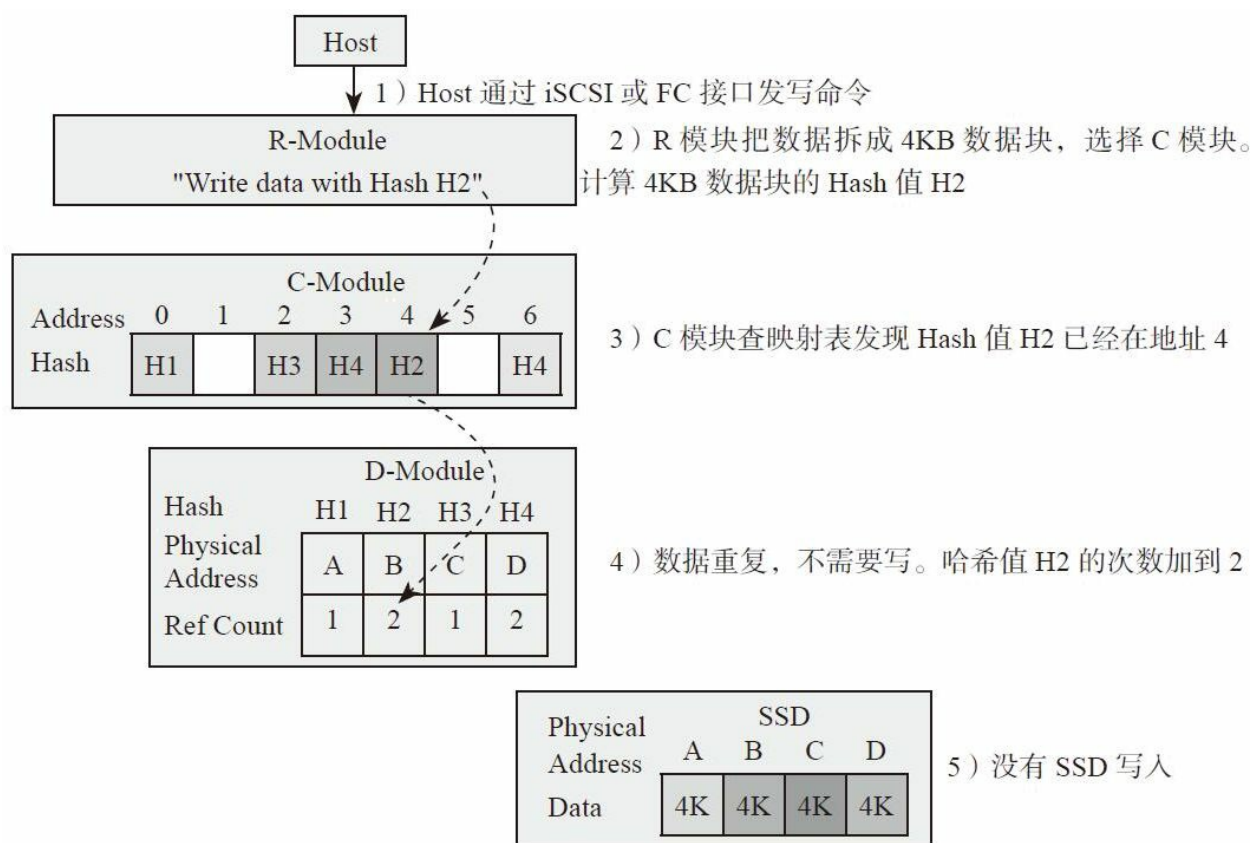 Host
1）Host 通过 iSCSI 或 FC 接口发写命令
R-Module
"Write data with Hash H2"
2）R 模块把数据拆成 4KB 数据块，选择 C 模块。
计算 4KB 数据块的 Hash 值 H2
C-Module
Address 0 1 2 3 4 5 6
Hash H1 H3 H4 H2 H4
3）C 模块查映射表发现 Hash 值 H2 已经在地址 4
D-Module
Hash H1 H2 H3 H4
Physical
Address A B C D
Ref Count 1 2 1 2
4）数据重复，不需要写。哈希值 H2 的次数加到 2
SSD
Physical
Address A B C D
Data 4K 4K 4K 4K
5）没有 SSD 写入